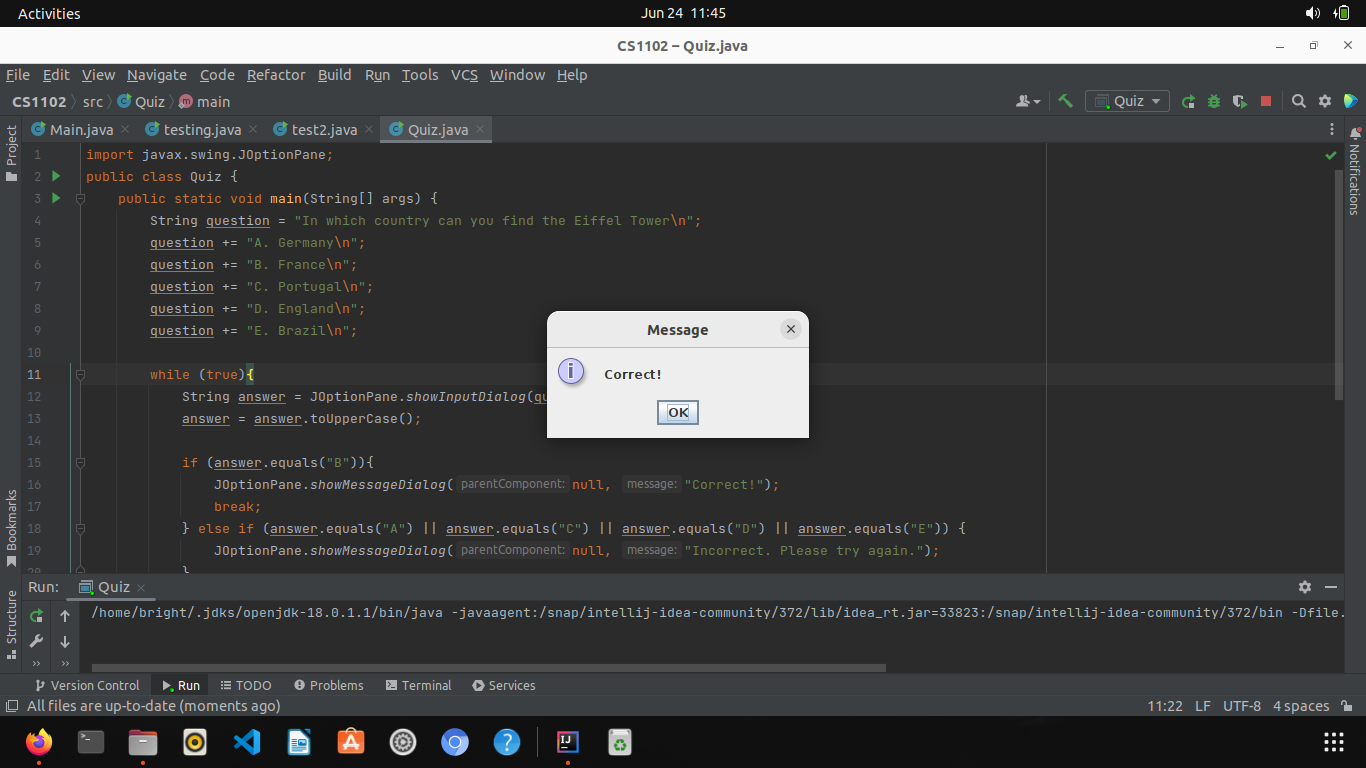 Activities
Jun 24 11:45
CS1102 – Quiz.java
File Edit View Navigate Code Refactor Build Run Tools VCS Window Help
CS1102 src Quiz main
Quiz
Main.java testing.java test2.java Quiz.java
Project
Notifications
1 import javax.swing.JOptionPane;
2 public class Quiz {
3 public static void main(String[] args) {
4 String question = "In which country can you find the Eiffel Tower\n";
5 question += "A. Germany\n";
6 question += "B. France\n";
7 question += "C. Portugal\n";
8 question += "D. England\n";
9 question += "E. Brazil\n";
10
11 while (true){
12 String answer = JOptionPane.showInputDialog(qu
13 answer = answer.toUpperCase();
14
15 if (answer.equals("B")){
16 JOptionPane.showMessageDialog( parentComponent: null, message: "Correct!");
17 break;
18 } else if (answer.equals("A") || answer.equals("C") || answer.equals("D") || answer.equals("E")) {
19 JOptionPane.showMessageDialog( parentComponent: null, message: "Incorrect. Please try again.");
20 }
Message
Correct!
OK
Bookmarks
Structure
Run: Quiz
/home/bright/.jdks/openjdk-18.0.1.1/bin/java -javaagent:/snap/intellij-idea-community/372/lib/idea_rt.jar=33823:/snap/intellij-idea-community/372/bin -Dfile.
Version Control Run TODO Problems Terminal Services
All files are up-to-date (moments ago)
11:22 LF UTF-8 4 spaces